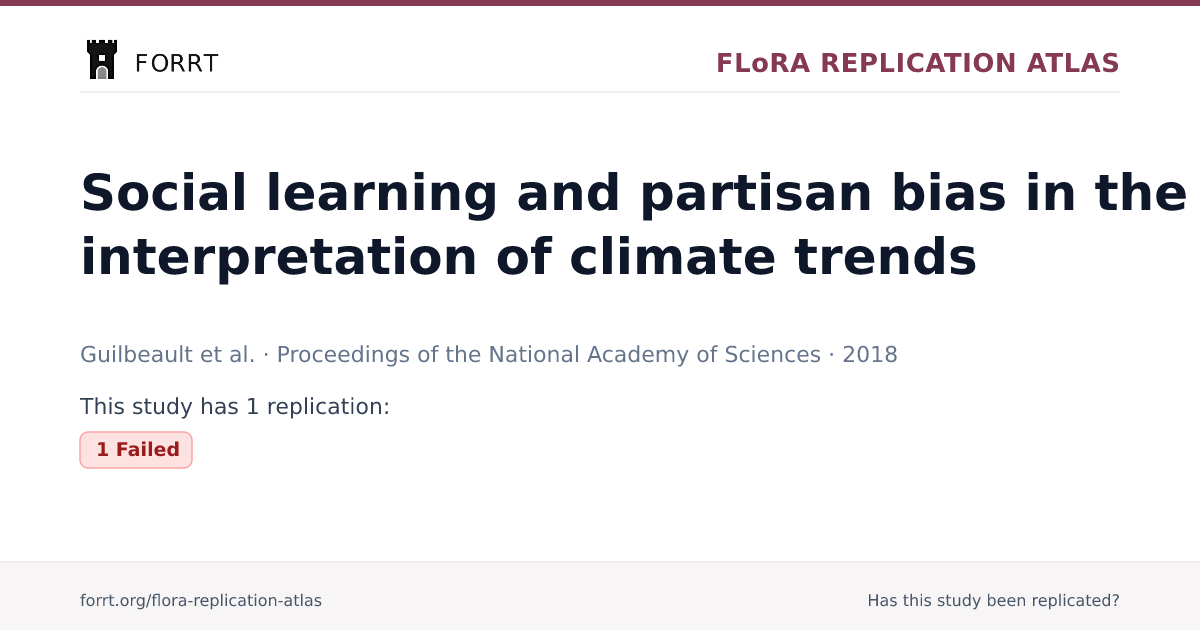 FORRT
FLoRA REPLICATION ATLAS
Social learning and partisan bias in the
interpretation of climate trends
Guilbeault et al. · Proceedings of the National Academy of Sciences · 2018
This study has 1 replication:
1 Failed
forrt.org/flora-replication-atlas
Has this study been replicated?